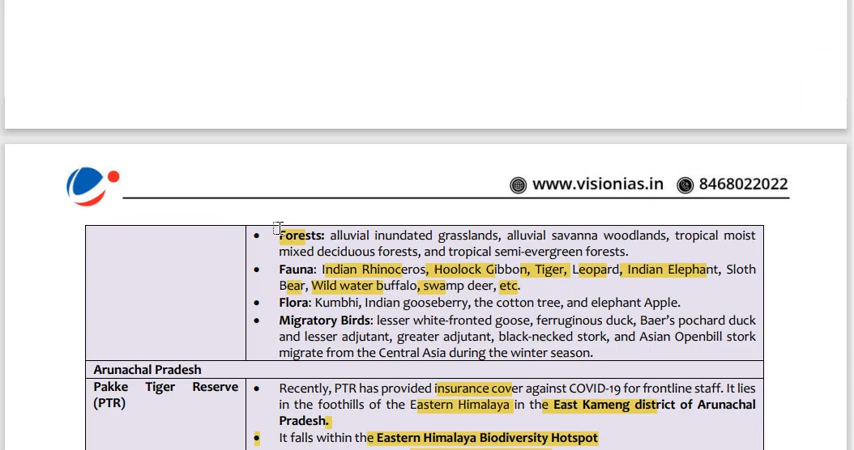 www.visionias.in 8468022022
• Forests: alluvial inundated grasslands, alluvial savanna woodlands, tropical moist
mixed deciduous forests, and tropical semi-evergreen forests.
• Fauna: Indian Rhinoceros, Hoolock Gibbon, Tiger, Leopard, Indian Elephant, Sloth
Bear, Wild water buffalo, swamp deer, etc.
• Flora: Kumbhi, Indian gooseberry, the cotton tree, and elephant Apple.
• Migratory Birds: lesser white-fronted goose, ferruginous duck, Baer's pochard duck
and lesser adjutant, greater adjutant, black-necked stork, and Asian Openbill stork
migrate from the Central Asia during the winter season.
Arunachal Pradesh
Pakke Tiger Reserve
(PTR)
• Recently, PTR has provided insurance cover against COVID-19 for frontline staff. It lies
in the foothills of the Eastern Himalaya in the East Kameng district of Arunachal
Pradesh.
• It falls within the Eastern Himalaya Biodiversity Hotspot